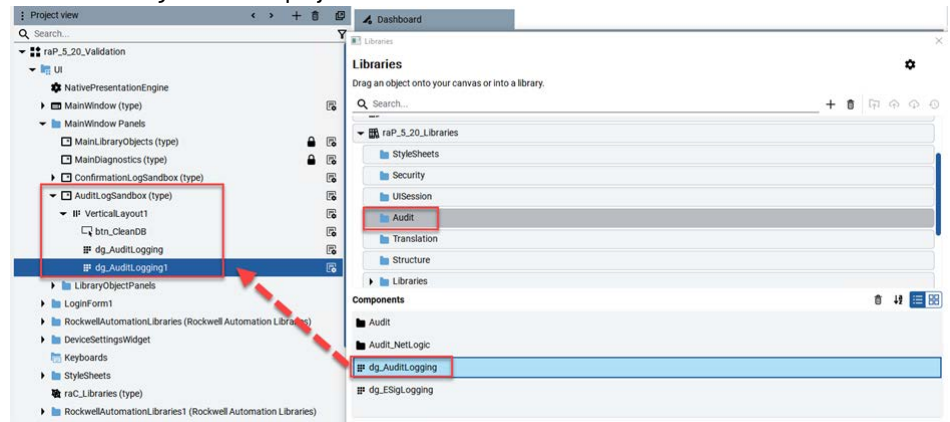 Project view
Search...
raP_5_20_Validation
UI
NativePresentationEngine
MainWindow (type)
MainWindow Panels
MainLibraryObjects (type)
MainDiagnostics (type)
ConfirmationLogSandbox (type)
AuditLogSandbox (type)
VerticalLayout1
btn_CleanDB
dg_AuditLogging
dg_AuditLogging1
LibraryObjectPanels
LoginForm1
RockwellAutomationLibraries (Rockwell Automation Libraries)
DeviceSettingsWidget
Keyboards
StyleSheets
raC_Libraries (type)
RockwellAutomationLibraries1 (Rockwell Automation Libraries)
Dashboard
Libraries
Libraries
Drag an object onto your canvas or into a library.
Search...
raP_5_20_Libraries
StyleSheets
Security
UISession
Audit
Translation
Structure
Libraries
Components
Audit
Audit_NetLogic
dg_AuditLogging
dg_ESigLogging